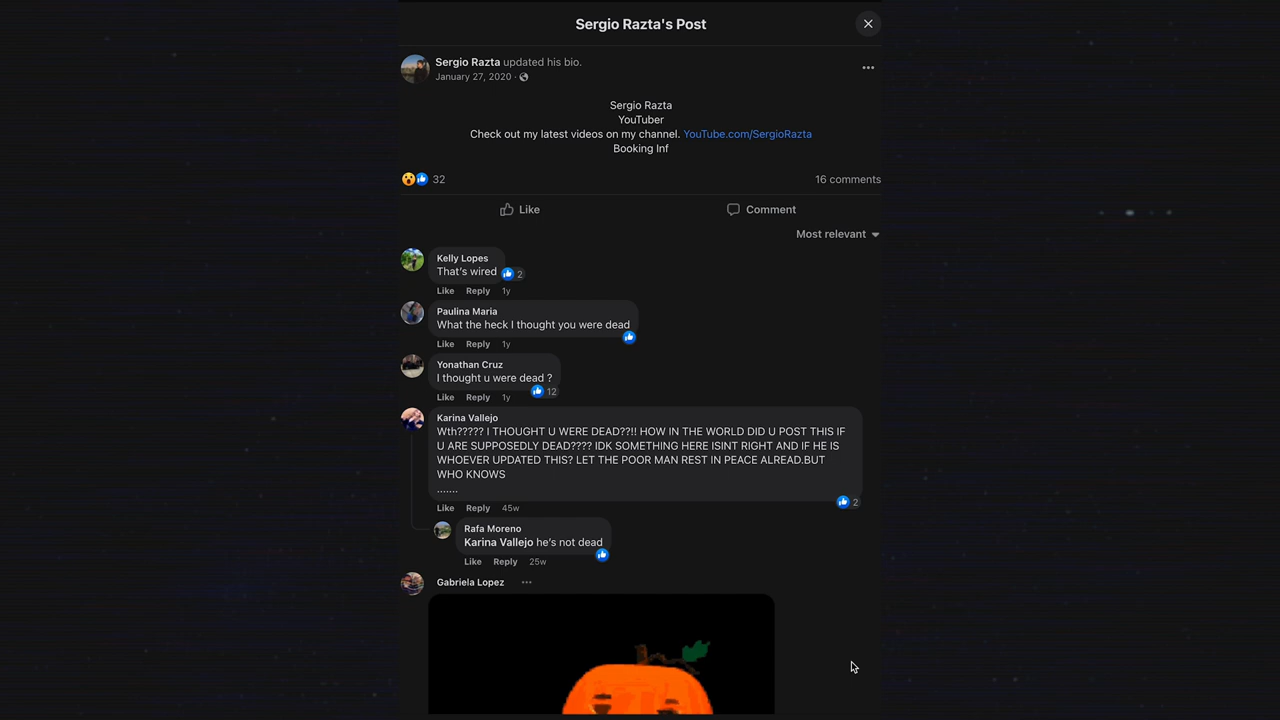 Sergio Razta's Post
Sergio Razta updated his bio.
January 27, 2020 ·
Sergio Razta
YouTuber
Check out my latest videos on my channel. YouTube.com/SergioRazta
Booking Inf
32
16 comments
Like
Comment
Most relevant
Kelly Lopes
That's wired
2
Like Reply 1y
Paulina Maria
What the heck I thought you were dead
Like Reply 1y
Yonathan Cruz
I thought u were dead ?
12
Like Reply 1y
Karina Vallejo
Wth????? I THOUGHT U WERE DEAD??!! HOW IN THE WORLD DID U POST THIS IF
U ARE SUPPOSEDLY DEAD???? IDK SOMETHING HERE ISINT RIGHT AND IF HE IS
WHOEVER UPDATED THIS? LET THE POOR MAN REST IN PEACE ALREAD.BUT
WHO KNOWS
.......
2
Like Reply 45w
Rafa Moreno
Karina Vallejo he's not dead
Like Reply 25w
Gabriela Lopez